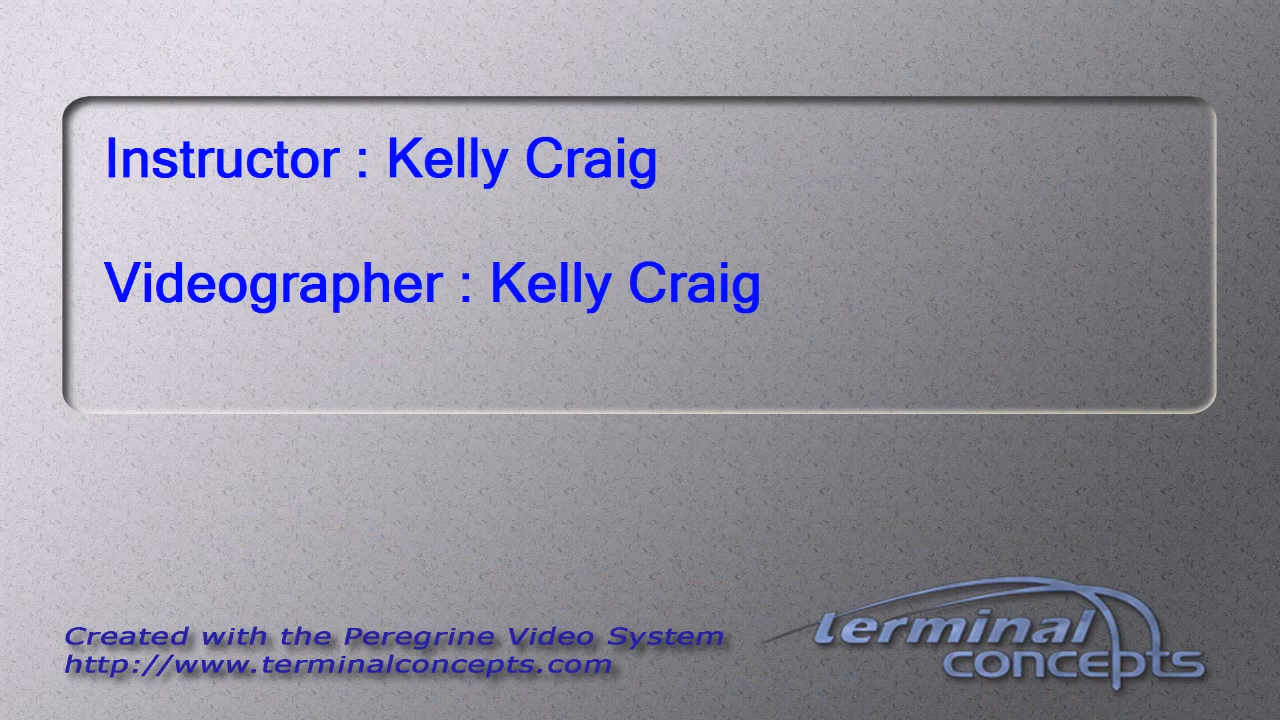 Instructor : Kelly Craig
Videographer : Kelly Craig
Created with the Peregrine Video System
http://www.terminalconcepts.com
terminal
concepts